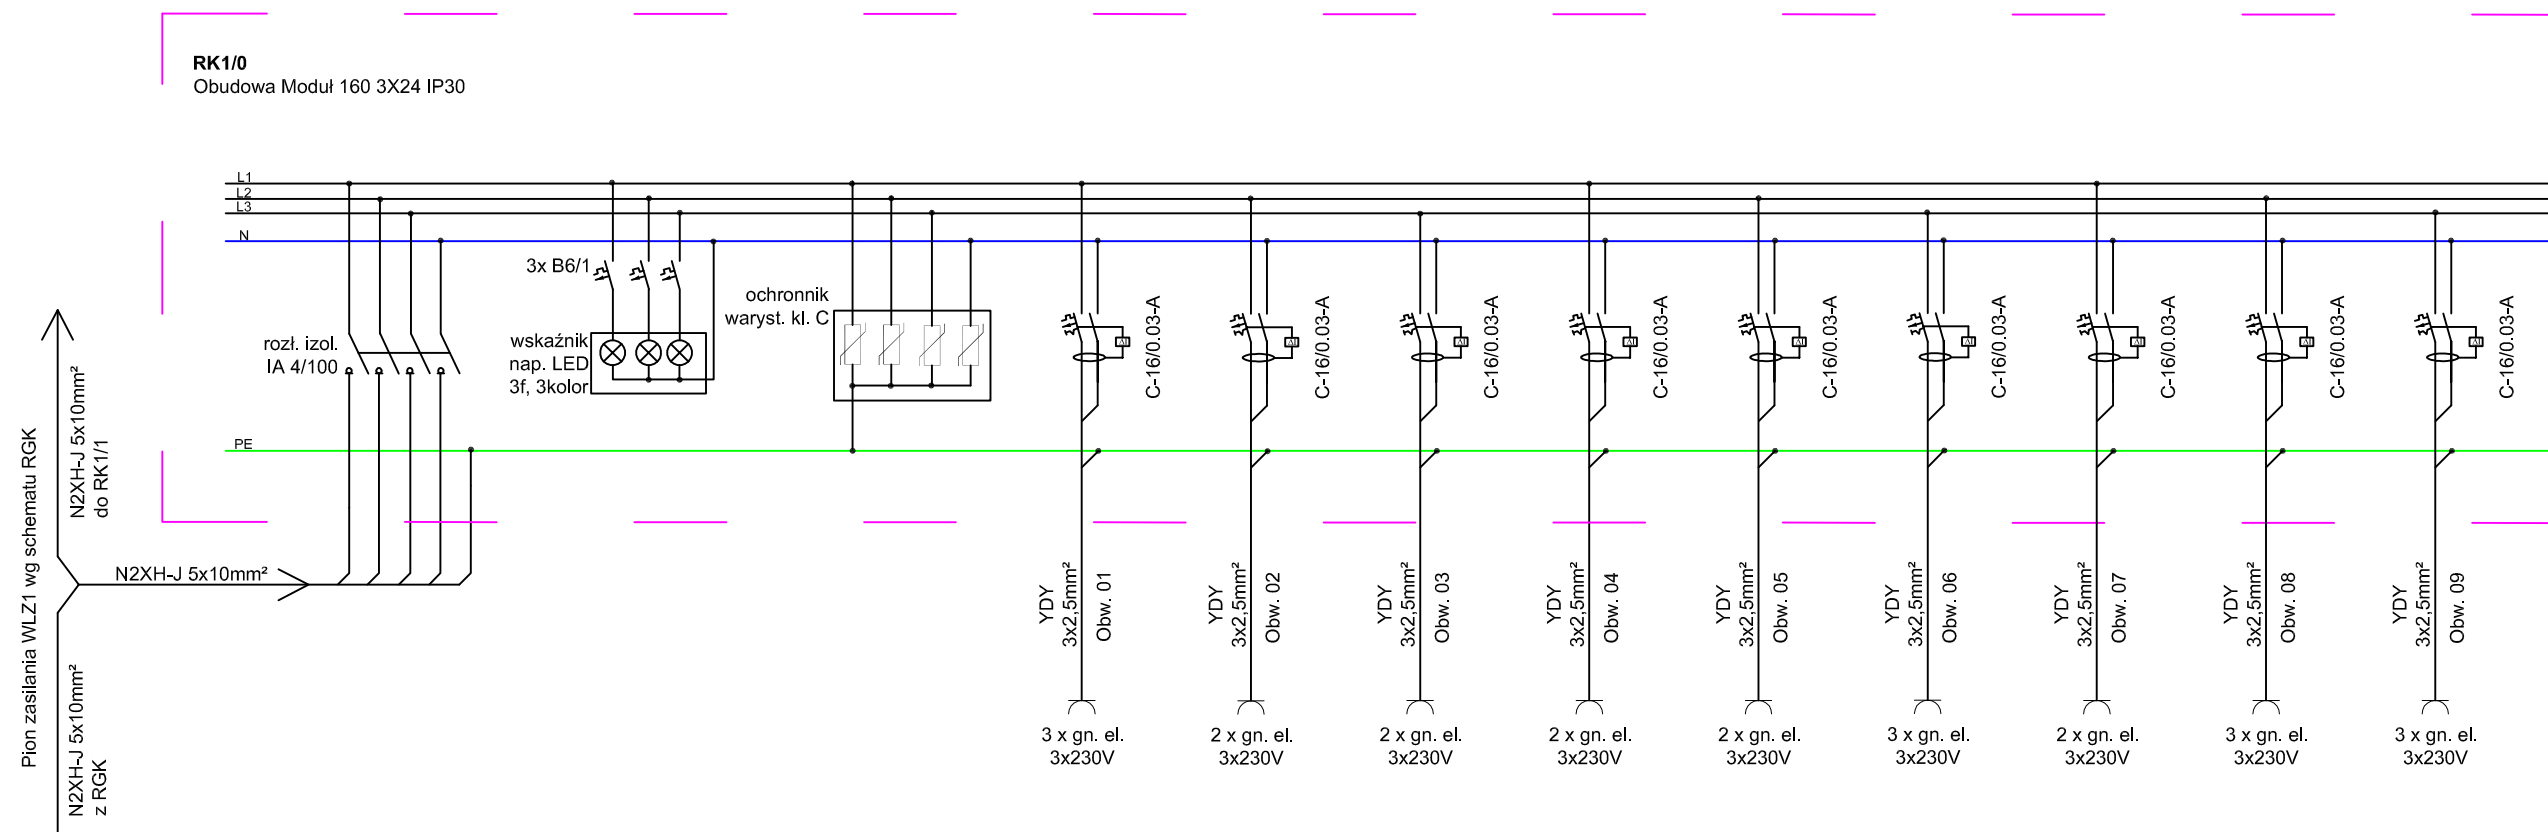 RK1/0
Obudowa Moduł 160 3X24 IP30
L1
L2
L3
N
PE
rozł. izol.
IA 4/100
3x B6/1
wskaźnik
nap. LED
3f, 3kolor
ochronnik
waryst. kl. C
C-16/0.03-A
C-16/0.03-A
C-16/0.03-A
C-16/0.03-A
C-16/0.03-A
C-16/0.03-A
C-16/0.03-A
C-16/0.03-A
C-16/0.03-A
Pion zasilania WLZ1 wg schematu RGK
N2XH-J 5x10mm²
do RK1/1
N2XH-J 5x10mm²
N2XH-J 5x10mm²
z RGK
YDY
3x2,5mm²
Obw. 01
YDY
3x2,5mm²
Obw. 02
YDY
3x2,5mm²
Obw. 03
YDY
3x2,5mm²
Obw. 04
YDY
3x2,5mm²
Obw. 05
YDY
3x2,5mm²
Obw. 06
YDY
3x2,5mm²
Obw. 07
YDY
3x2,5mm²
Obw. 08
YDY
3x2,5mm²
Obw. 09
3 x gn. el.
3x230V
2 x gn. el.
3x230V
2 x gn. el.
3x230V
2 x gn. el.
3x230V
2 x gn. el.
3x230V
3 x gn. el.
3x230V
2 x gn. el.
3x230V
3 x gn. el.
3x230V
3 x gn. el.
3x230V